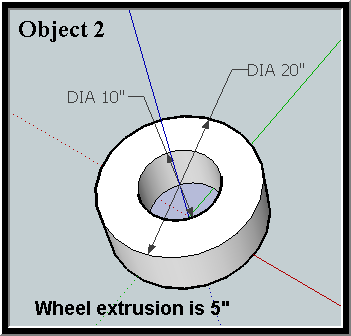 Object 2
DIA 20"
DIA 10"
Wheel extrusion is 5"